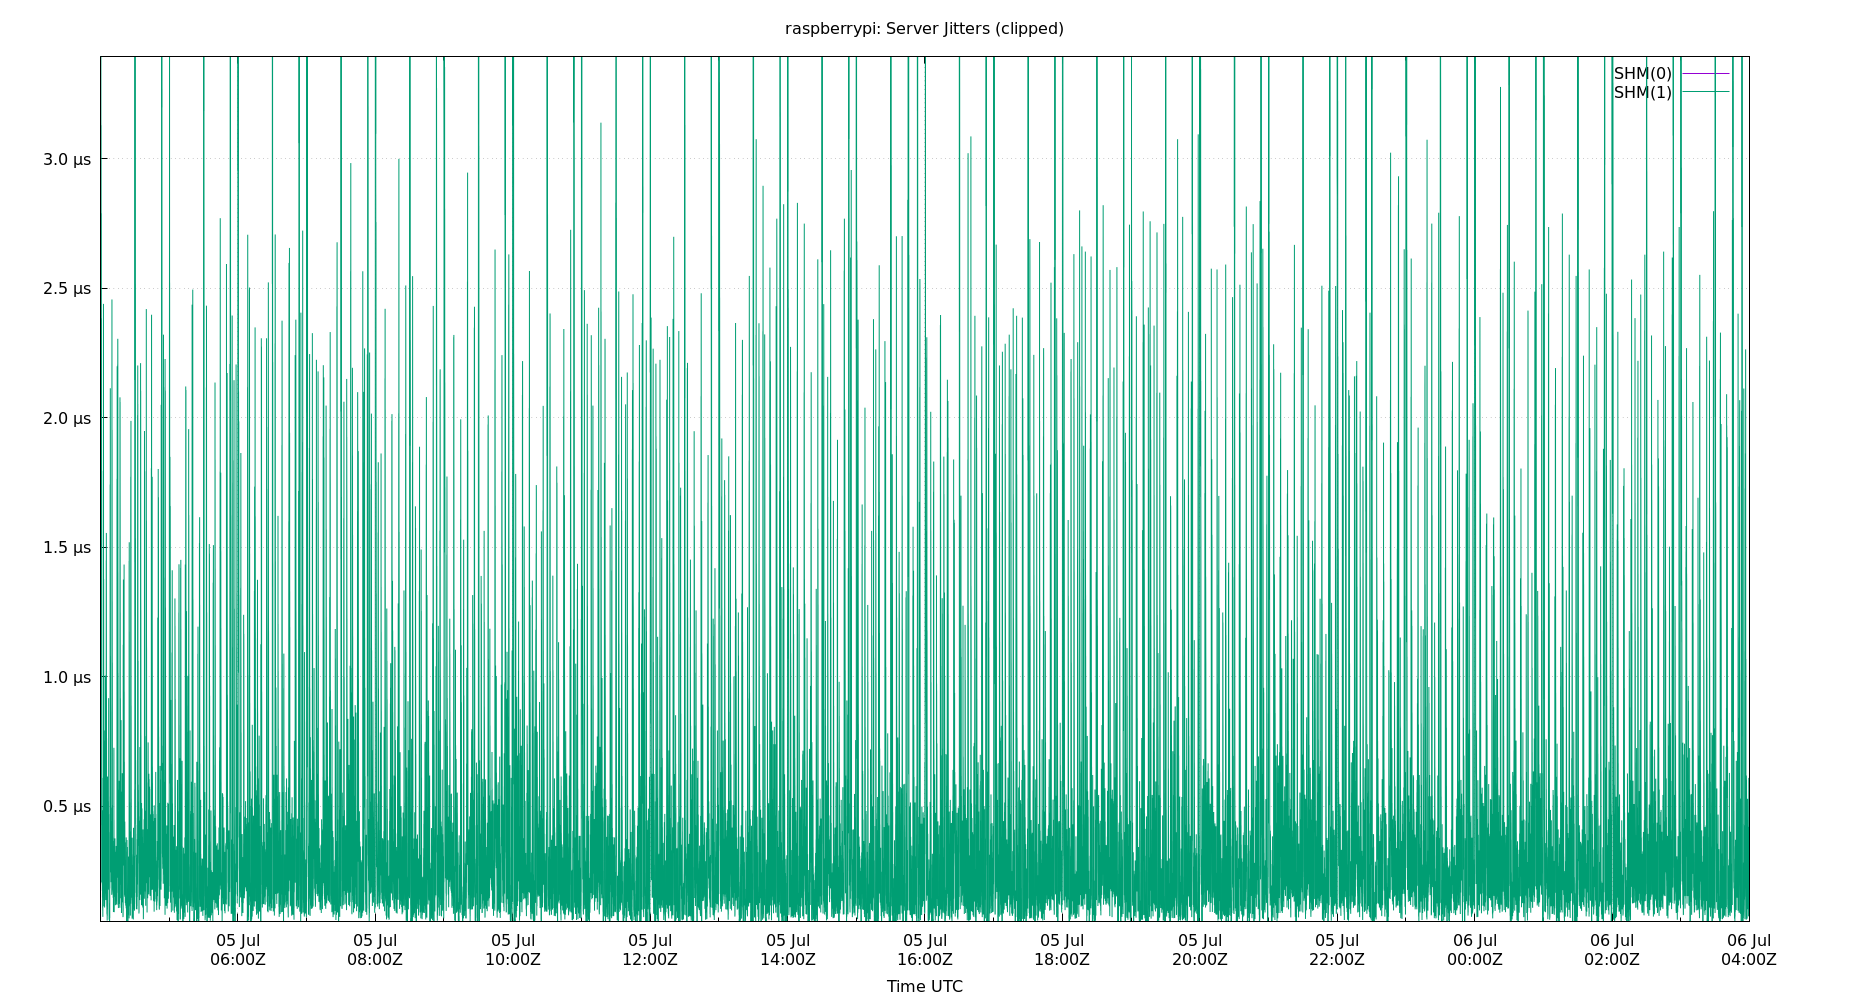 raspberrypi: Server Jitters (clipped)
SHM(0)
SHM(1)
3.0 µs
2.5 µs
2.0 µs
1.5 µs
1.0 µs
0.5 µs
05 Jul 05 Jul 05 Jul 05 Jul 05 Jul 05 Jul 05 Jul 05 Jul 05 Jul 06 Jul 06 Jul 06 Jul
06:00Z 08:00Z 10:00Z 12:00Z 14:00Z 16:00Z 18:00Z 20:00Z 22:00Z 00:00Z 02:00Z 04:00Z
Time UTC